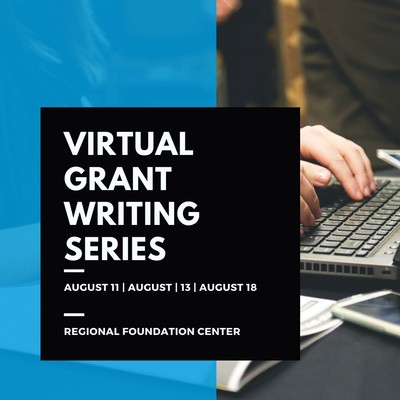 VIRTUAL
GRANT
WRITING
SERIES
AUGUST 11 | AUGUST | 13 | AUGUST 18
REGIONAL FOUNDATION CENTER